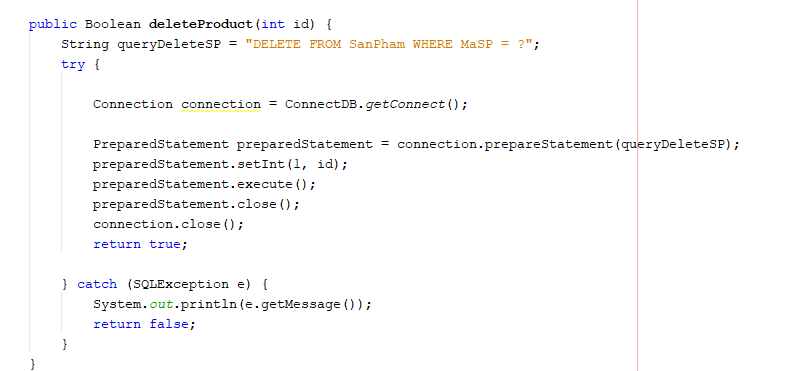 public Boolean deleteProduct(int id) {
String queryDeleteSP = "DELETE FROM SanPham WHERE MaSP = ?";
try {
Connection connection = ConnectDB.getConnect();
PreparedStatement preparedStatement = connection.prepareStatement(queryDeleteSP);
preparedStatement.setInt(1, id);
preparedStatement.execute();
preparedStatement.close();
connection.close();
return true;
} catch (SQLException e) {
System.out.println(e.getMessage());
return false;
}
}